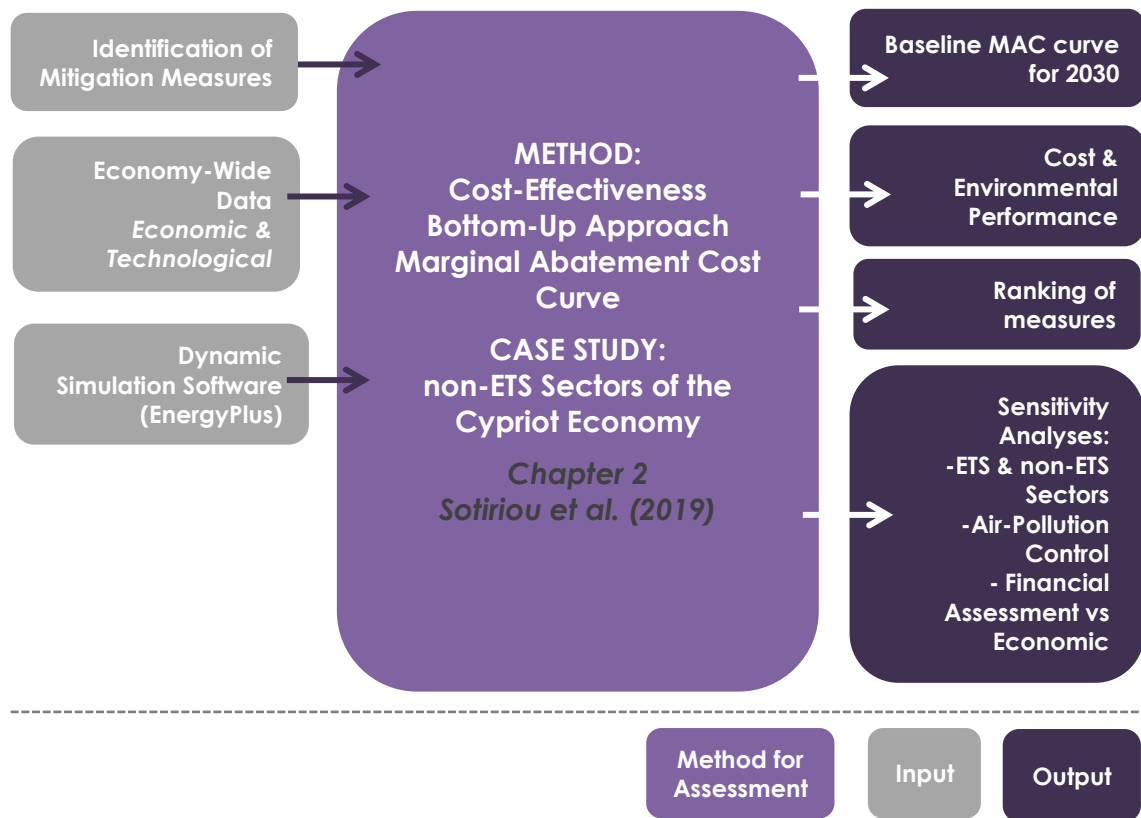 Identification of
Mitigation Measures
Economy-Wide
Data
Economic &
Technological
Dynamic
Simulation Software
(EnergyPlus)
METHOD:
Cost-Effectiveness
Bottom-Up Approach
Marginal Abatement Cost
Curve
CASE STUDY:
non-ETS Sectors of the
Cypriot Economy
Chapter 2
Sotiriou et al. (2019)
Baseline MAC curve
for 2030
Cost &
Environmental
Performance
Ranking of
measures
Sensitivity
Analyses:
-ETS & non-ETS
Sectors
-Air-Pollution
Control
- Financial
Assessment vs
Economic
Method for
Assessment
Input
Output